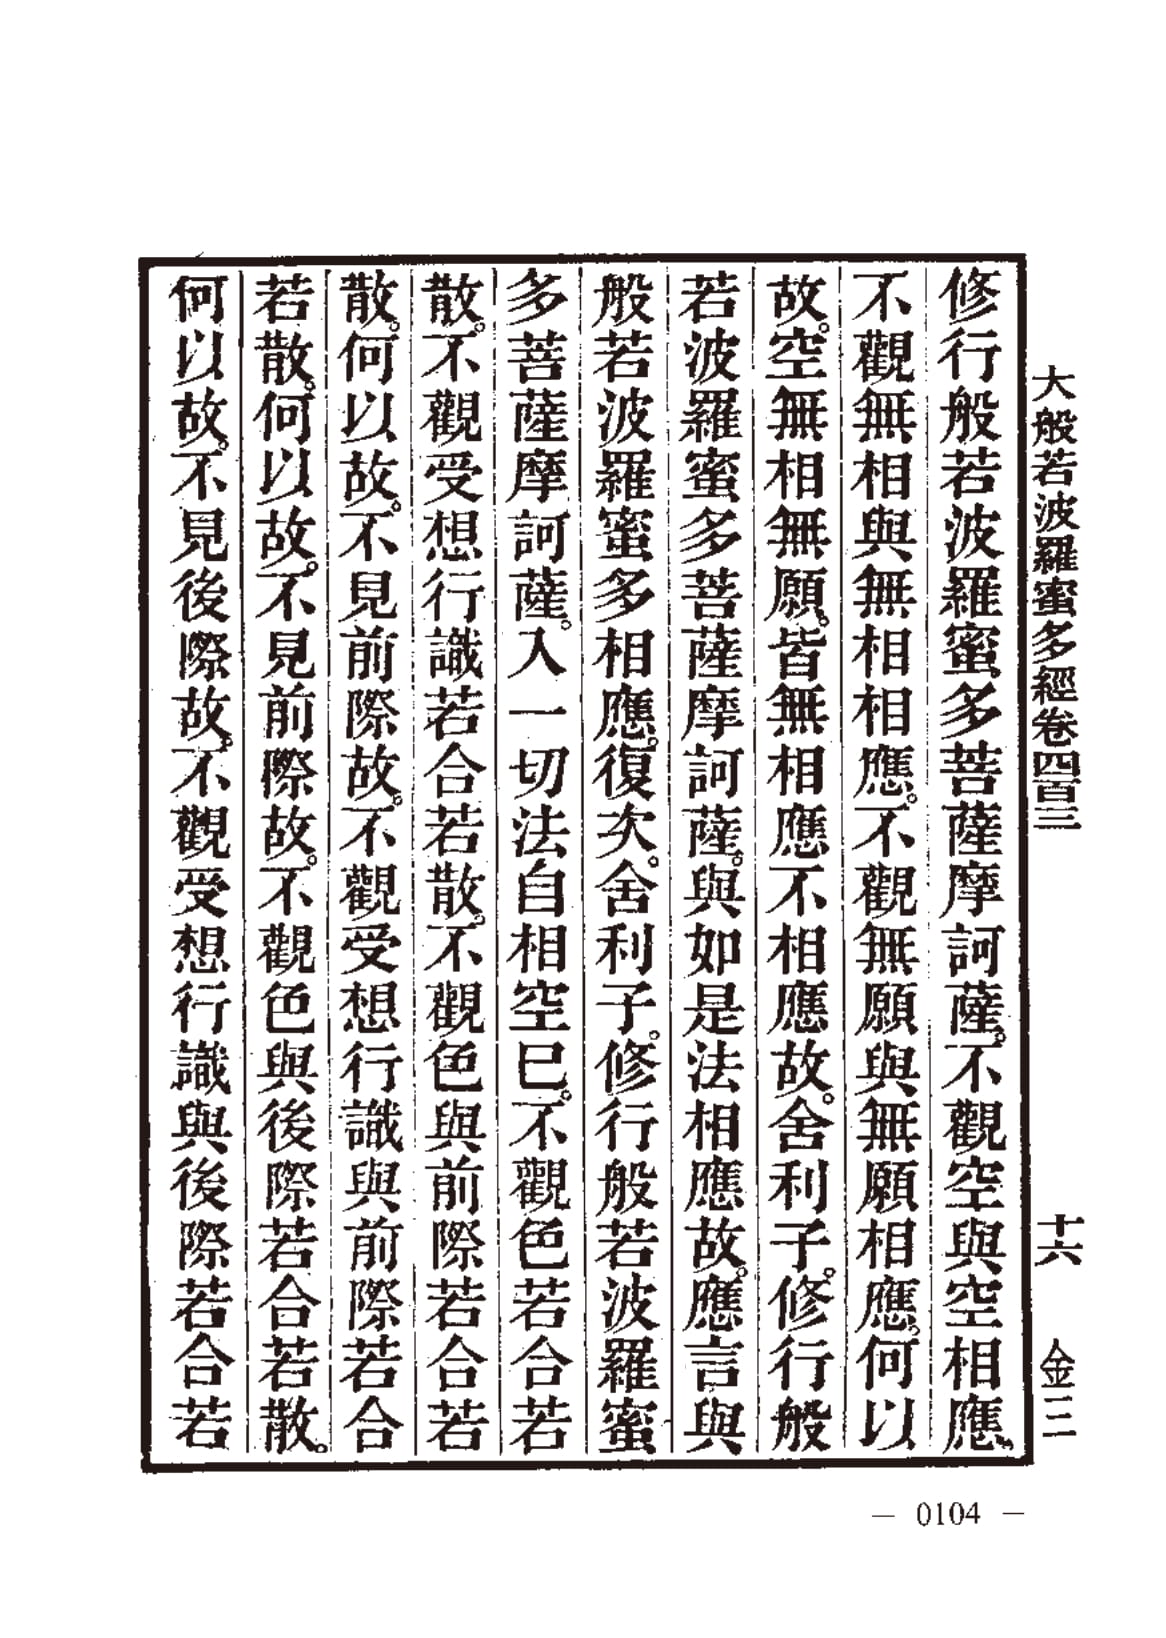 大般若波羅蜜多經卷四百三 十六 金三
修行般若波羅蜜多菩薩摩訶薩。不觀空與空相應。
不觀無相與無相相應。不觀無願與無願相應。何以
故。空無相無願。皆無相應不相應故。舍利子。修行般
若波羅蜜多菩薩摩訶薩。與如是法相應故。應言與
般若波羅蜜多相應。復次。舍利子。修行般若波羅蜜
多菩薩摩訶薩。入一切法自相空已。不觀色若合若
散。不觀受想行識若合若散。不觀色與前際若合若
散。何以故。不見前際故。不觀受想行識與前際若合
若散。何以故。不見前際故。不觀色與後際若合若散。
何以故。不見後際故。不觀受想行識與後際若合若
— 0104 —